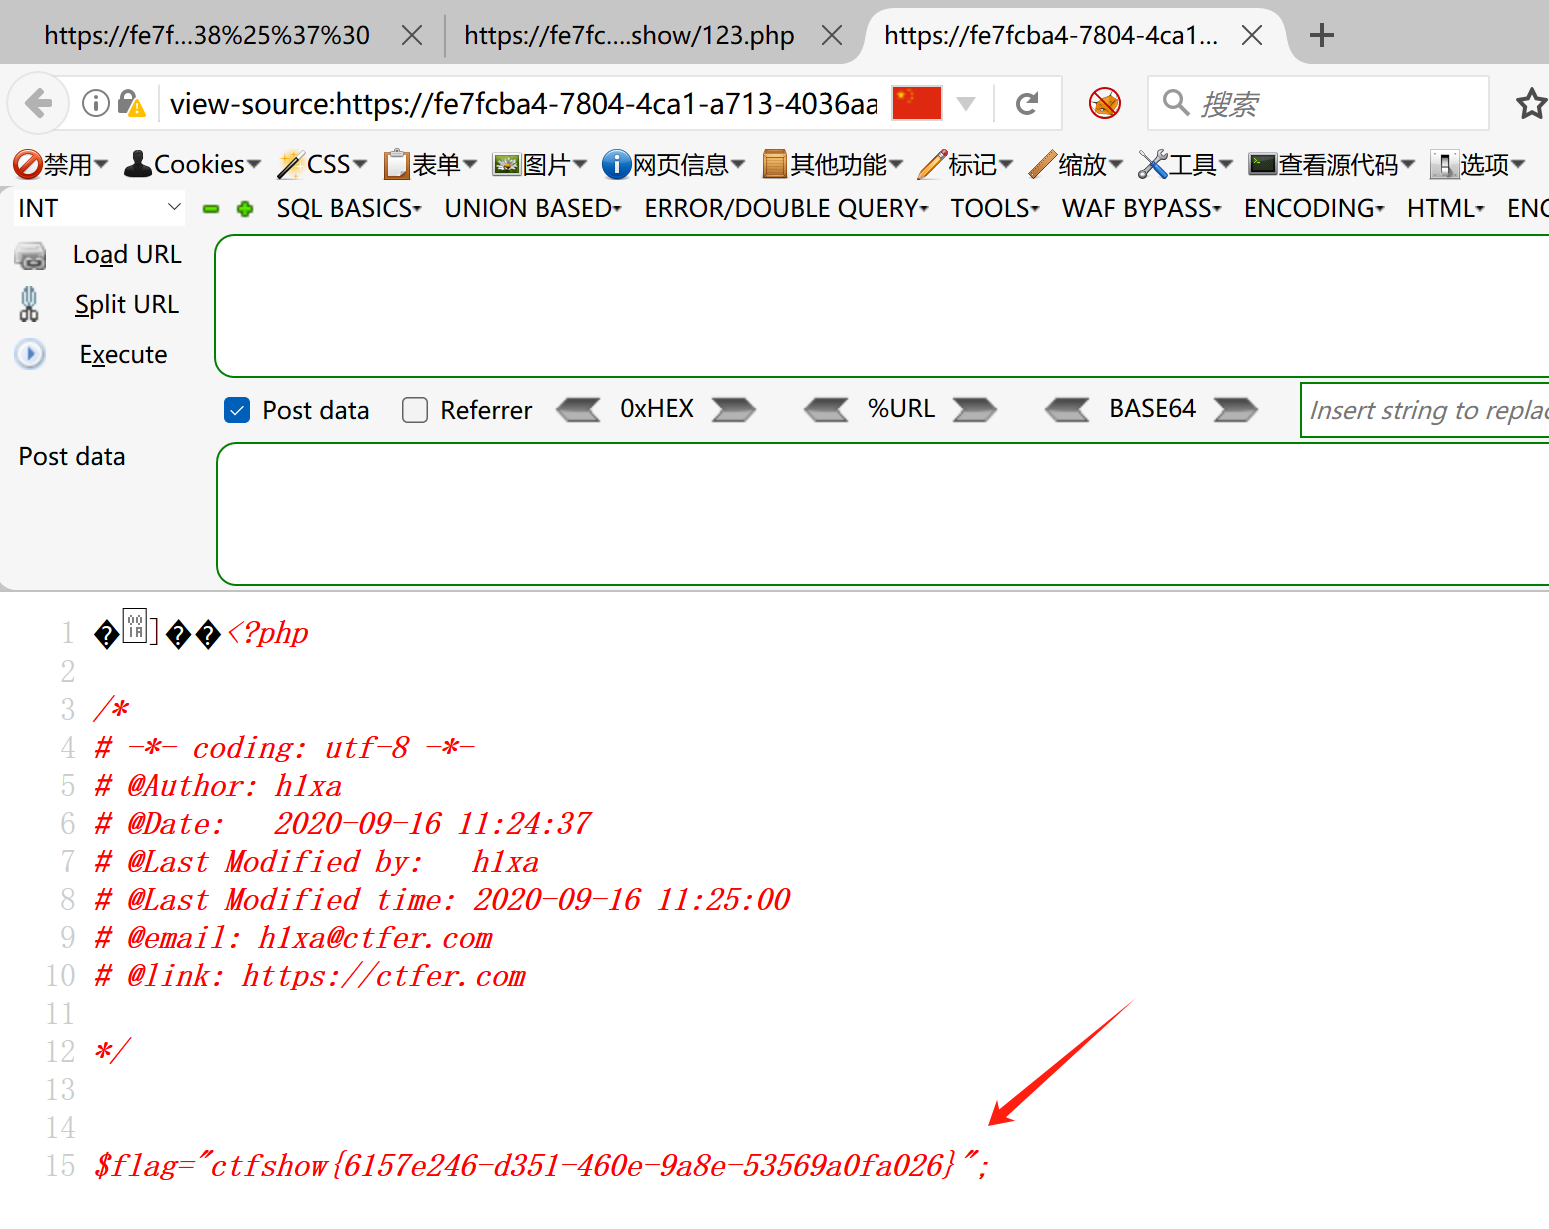 https://fe7f...38%25%37%30
https://fe7fc....show/123.php
https://fe7fcba4-7804-4ca1...
view-source:https://fe7fcba4-7804-4ca1-a713-4036aa
搜索
禁用 Cookies CSS 表单 图片 网页信息 其他功能 标记 缩放 工具 查看源代码 选项
INT SQL BASICS UNION BASED ERROR/DOUBLE QUERY TOOLS WAF BYPASS ENCODING HTML ENC
Load URL
Split URL
Execute
Post data Referrer 0xHEX %URL BASE64 Insert string to replac
Post data
1 �]��<?php
2
3 /*
4 # -*- coding: utf-8 -*-
5 # @Author: h1xa
6 # @Date:   2020-09-16 11:24:37
7 # @Last Modified by:   h1xa
8 # @Last Modified time: 2020-09-16 11:25:00
9 # @email: h1xa@ctfer.com
10 # @link: https://ctfer.com
11
12 */
13
14
15 $flag="ctfshow{6157e246-d351-460e-9a8e-53569a0fa026}";